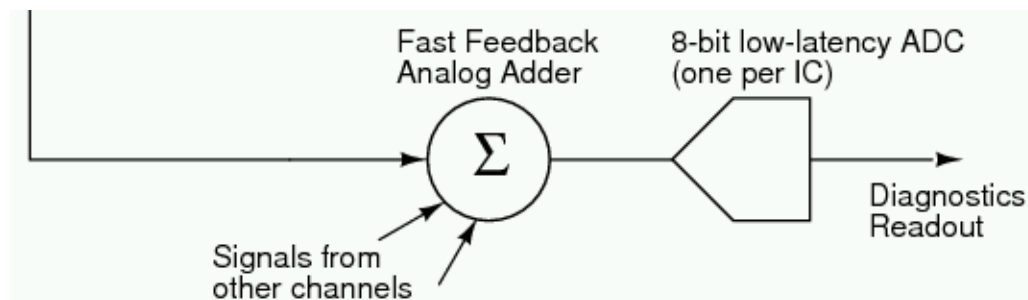 Fast Feedback
Analog Adder
8-bit low-latency ADC
(one per IC)
Σ
Diagnostics
Readout
Signals from
other channels